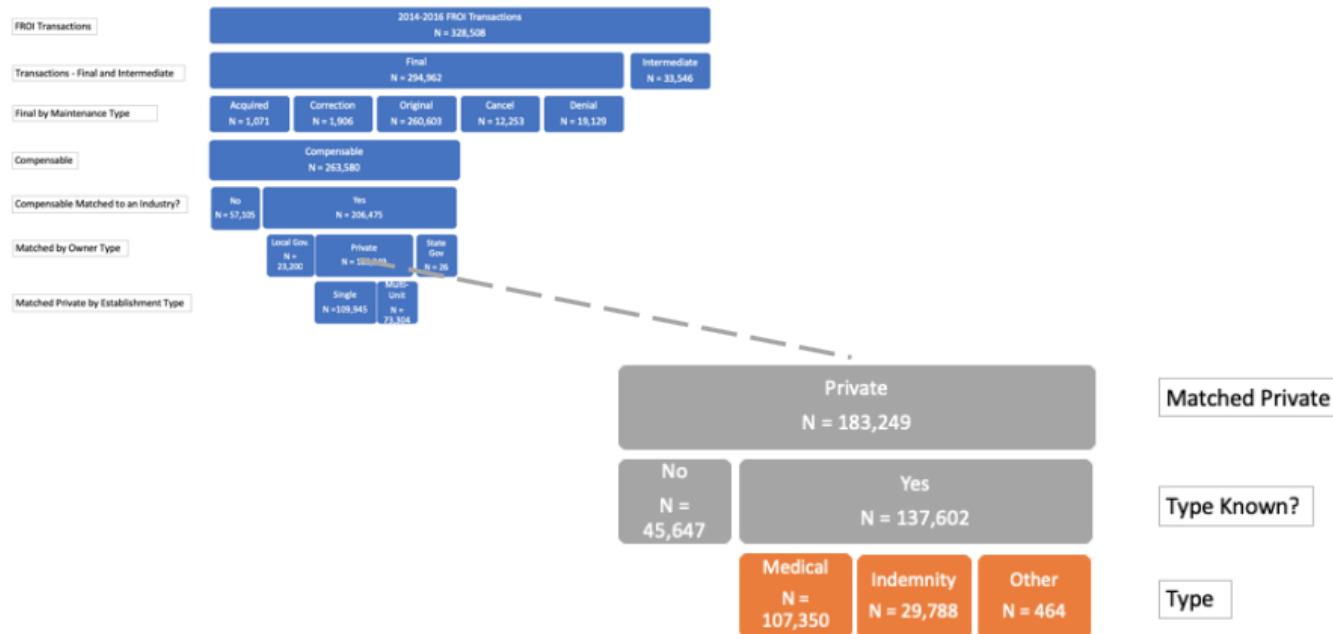 FROI Transactions
2014-2016 FROI Transactions
N = 328,508
Transactions - Final and Intermediate
Final
N = 294,962
Intermediate
N = 33,546
Final by Maintenance Type
Acquired
N = 1,071
Correction
N = 1,906
Original
N = 260,603
Cancel
N = 12,253
Denial
N = 19,129
Compensable
Compensable
N = 263,580
Compensable Matched to an Industry?
No
N = 57,105
Yes
N = 206,475
Matched by Owner Type
Local Gov.
N =
23,200
Private
N =
State
Gov
N = 26
Matched Private by Establishment Type
Single
N =109,945
Multi-
Unit
N =
73,304
Private
N = 183,249
Matched Private
No
N =
45,647
Yes
N = 137,602
Type Known?
Medical
N =
107,350
Indemnity
N = 29,788
Other
N = 464
Type